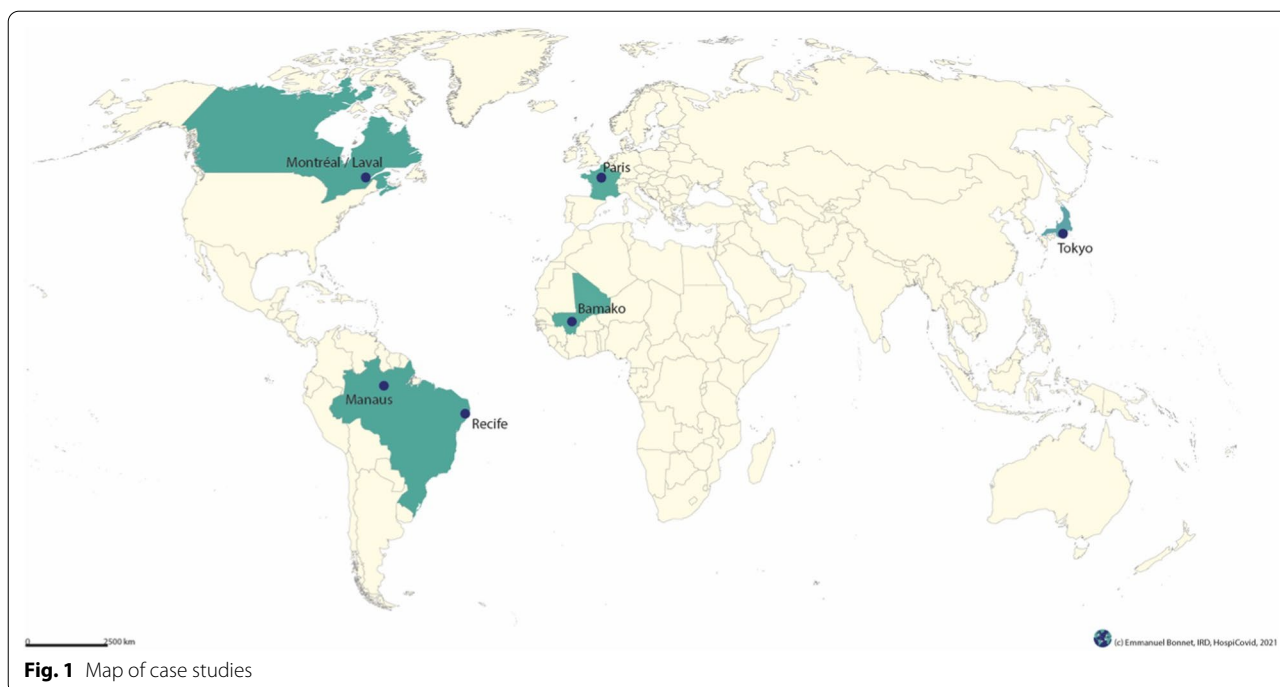 Montréal / Laval
Paris
Tokyo
Bamako
Manaus
Recife
0 2500 km
(c) Emmanuel Bonnet, IRD, HospiCovid, 2021
Fig. 1 Map of case studies